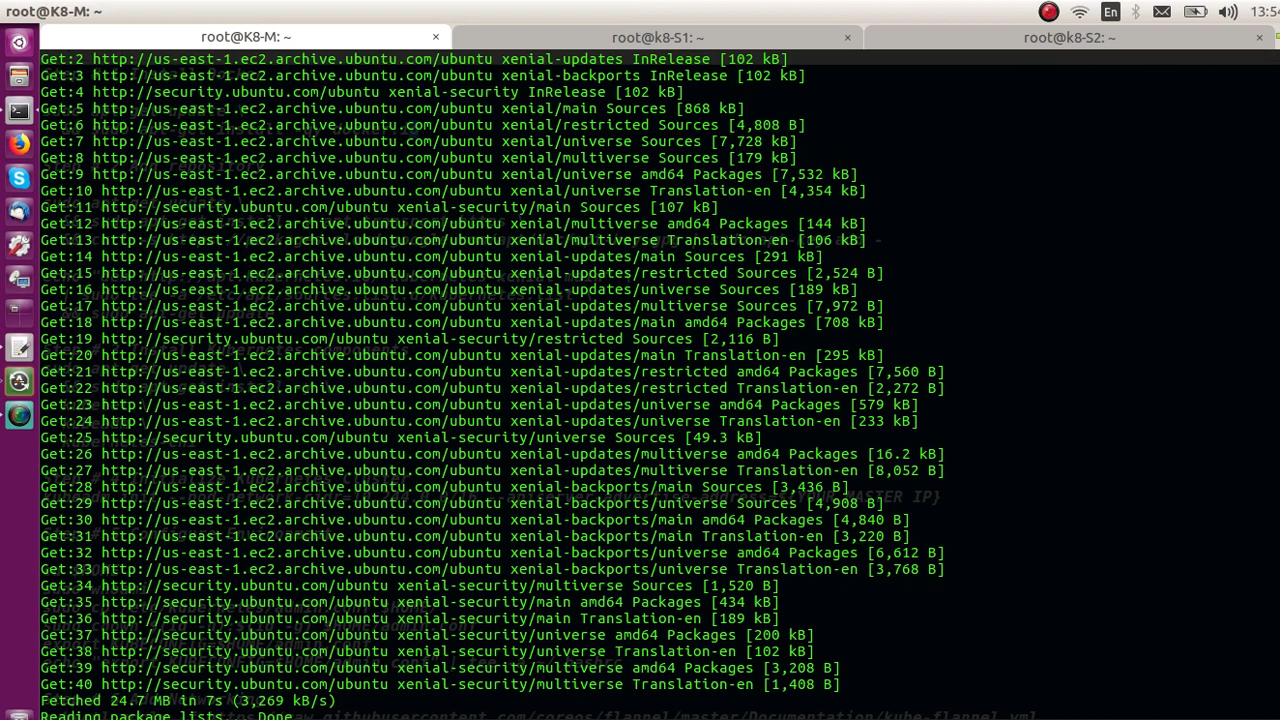 root@K8-M: ~
En
13:54
root@K8-M: ~ ×
root@k8-S1: ~ ×
root@k8-S2: ~ ×
Get:2 http://us-east-1.ec2.archive.ubuntu.com/ubuntu xenial-updates InRelease [102 kB]
Get:3 http://us-east-1.ec2.archive.ubuntu.com/ubuntu xenial-backports InRelease [102 kB]
Get:4 http://security.ubuntu.com/ubuntu xenial-security InRelease [102 kB]
Get:5 http://us-east-1.ec2.archive.ubuntu.com/ubuntu xenial/main Sources [868 kB]
Get:6 http://us-east-1.ec2.archive.ubuntu.com/ubuntu xenial/restricted Sources [4,808 B]
Get:7 http://us-east-1.ec2.archive.ubuntu.com/ubuntu xenial/universe Sources [7,728 kB]
Get:8 http://us-east-1.ec2.archive.ubuntu.com/ubuntu xenial/multiverse Sources [179 kB]
Get:9 http://us-east-1.ec2.archive.ubuntu.com/ubuntu xenial/universe amd64 Packages [7,532 kB]
Get:10 http://us-east-1.ec2.archive.ubuntu.com/ubuntu xenial/universe Translation-en [4,354 kB]
Get:11 http://security.ubuntu.com/ubuntu xenial-security/main Sources [107 kB]
Get:12 http://us-east-1.ec2.archive.ubuntu.com/ubuntu xenial/multiverse amd64 Packages [144 kB]
Get:13 http://us-east-1.ec2.archive.ubuntu.com/ubuntu xenial/multiverse Translation-en [106 kB]
Get:14 http://us-east-1.ec2.archive.ubuntu.com/ubuntu xenial-updates/main Sources [291 kB]
Get:15 http://us-east-1.ec2.archive.ubuntu.com/ubuntu xenial-updates/restricted Sources [2,524 B]
Get:16 http://us-east-1.ec2.archive.ubuntu.com/ubuntu xenial-updates/universe Sources [189 kB]
Get:17 http://us-east-1.ec2.archive.ubuntu.com/ubuntu xenial-updates/multiverse Sources [7,972 B]
Get:18 http://us-east-1.ec2.archive.ubuntu.com/ubuntu xenial-updates/main amd64 Packages [708 kB]
Get:19 http://security.ubuntu.com/ubuntu xenial-security/restricted Sources [2,116 B]
Get:20 http://us-east-1.ec2.archive.ubuntu.com/ubuntu xenial-updates/main Translation-en [295 kB]
Get:21 http://us-east-1.ec2.archive.ubuntu.com/ubuntu xenial-updates/restricted amd64 Packages [7,560 B]
Get:22 http://us-east-1.ec2.archive.ubuntu.com/ubuntu xenial-updates/restricted Translation-en [2,272 B]
Get:23 http://us-east-1.ec2.archive.ubuntu.com/ubuntu xenial-updates/universe amd64 Packages [579 kB]
Get:24 http://us-east-1.ec2.archive.ubuntu.com/ubuntu xenial-updates/universe Translation-en [233 kB]
Get:25 http://security.ubuntu.com/ubuntu xenial-security/universe Sources [49.3 kB]
Get:26 http://us-east-1.ec2.archive.ubuntu.com/ubuntu xenial-updates/multiverse amd64 Packages [16.2 kB]
Get:27 http://us-east-1.ec2.archive.ubuntu.com/ubuntu xenial-updates/multiverse Translation-en [8,052 B]
Get:28 http://us-east-1.ec2.archive.ubuntu.com/ubuntu xenial-backports/main Sources [3,436 B]
Get:29 http://us-east-1.ec2.archive.ubuntu.com/ubuntu xenial-backports/universe Sources [4,908 B]
Get:30 http://us-east-1.ec2.archive.ubuntu.com/ubuntu xenial-backports/main amd64 Packages [4,840 B]
Get:31 http://us-east-1.ec2.archive.ubuntu.com/ubuntu xenial-backports/main Translation-en [3,220 B]
Get:32 http://us-east-1.ec2.archive.ubuntu.com/ubuntu xenial-backports/universe amd64 Packages [6,612 B]
Get:33 http://us-east-1.ec2.archive.ubuntu.com/ubuntu xenial-backports/universe Translation-en [3,768 B]
Get:34 http://security.ubuntu.com/ubuntu xenial-security/multiverse Sources [1,520 B]
Get:35 http://security.ubuntu.com/ubuntu xenial-security/main amd64 Packages [434 kB]
Get:36 http://security.ubuntu.com/ubuntu xenial-security/main Translation-en [189 kB]
Get:37 http://security.ubuntu.com/ubuntu xenial-security/universe amd64 Packages [200 kB]
Get:38 http://security.ubuntu.com/ubuntu xenial-security/universe Translation-en [102 kB]
Get:39 http://security.ubuntu.com/ubuntu xenial-security/multiverse amd64 Packages [3,208 B]
Get:40 http://security.ubuntu.com/ubuntu xenial-security/multiverse Translation-en [1,408 B]
Fetched 24.7 MB in 7s (3,269 kB/s)
Reading package lists... Done